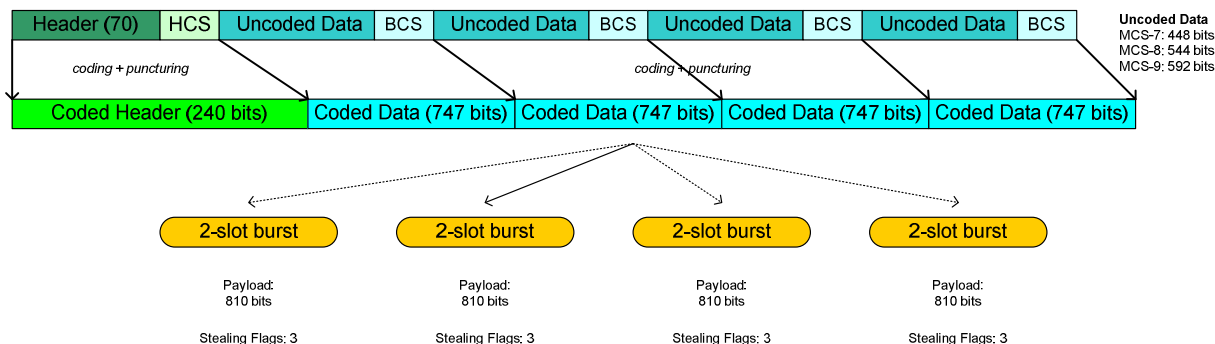 Header (70) HCS Uncoded Data BCS Uncoded Data BCS Uncoded Data BCS Uncoded Data BCS
Uncoded Data
MCS-7: 448 bits
MCS-8: 544 bits
MCS-9: 592 bits
coding + puncturing coding + puncturing
Coded Header (240 bits) Coded Data (747 bits) Coded Data (747 bits) Coded Data (747 bits) Coded Data (747 bits)
2-slot burst 2-slot burst 2-slot burst 2-slot burst
Payload: Payload: Payload: Payload:
810 bits 810 bits 810 bits 810 bits
Stealing Flags: 3 Stealing Flags: 3 Stealing Flags: 3 Stealing Flags: 3